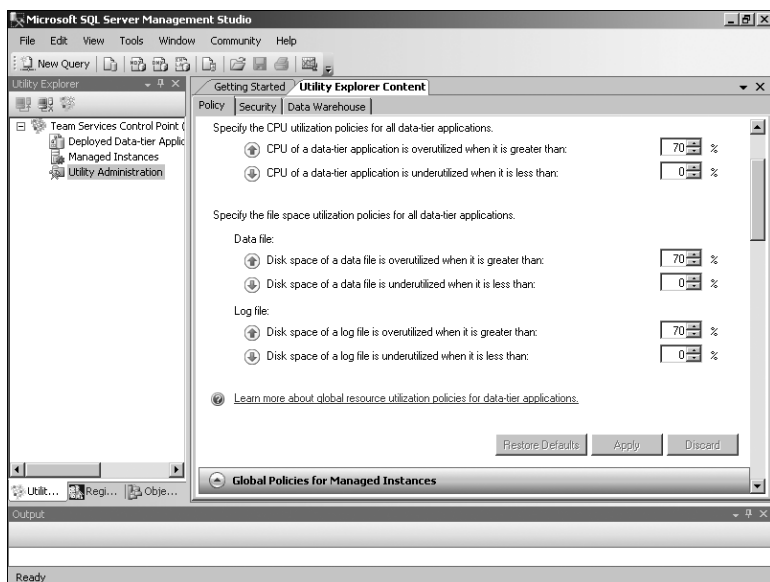 Microsoft SQL Server Management Studio
File Edit View Tools Window Community Help
New Query
Utility Explorer
Getting Started Utility Explorer Content
Policy Security Data Warehouse
Team Services Control Point (
Deployed Data-tier Applic
Managed Instances
Utility Administration
Specify the CPU utilization policies for all data-tier applications.
CPU of a data-tier application is overutilized when it is greater than: 70 %
CPU of a data-tier application is underutilized when it is less than: 0 %
Specify the file space utilization policies for all data-tier applications.
Data file:
Disk space of a data file is overutilized when it is greater than: 70 %
Disk space of a data file is underutilized when it is less than: 0 %
Log file:
Disk space of a log file is overutilized when it is greater than: 70 %
Disk space of a log file is underutilized when it is less than: 0 %
Learn more about global resource utilization policies for data-tier applications.
Restore Defaults Apply Discard
Global Policies for Managed Instances
Utilit... Regi... Obje...
Output
Ready